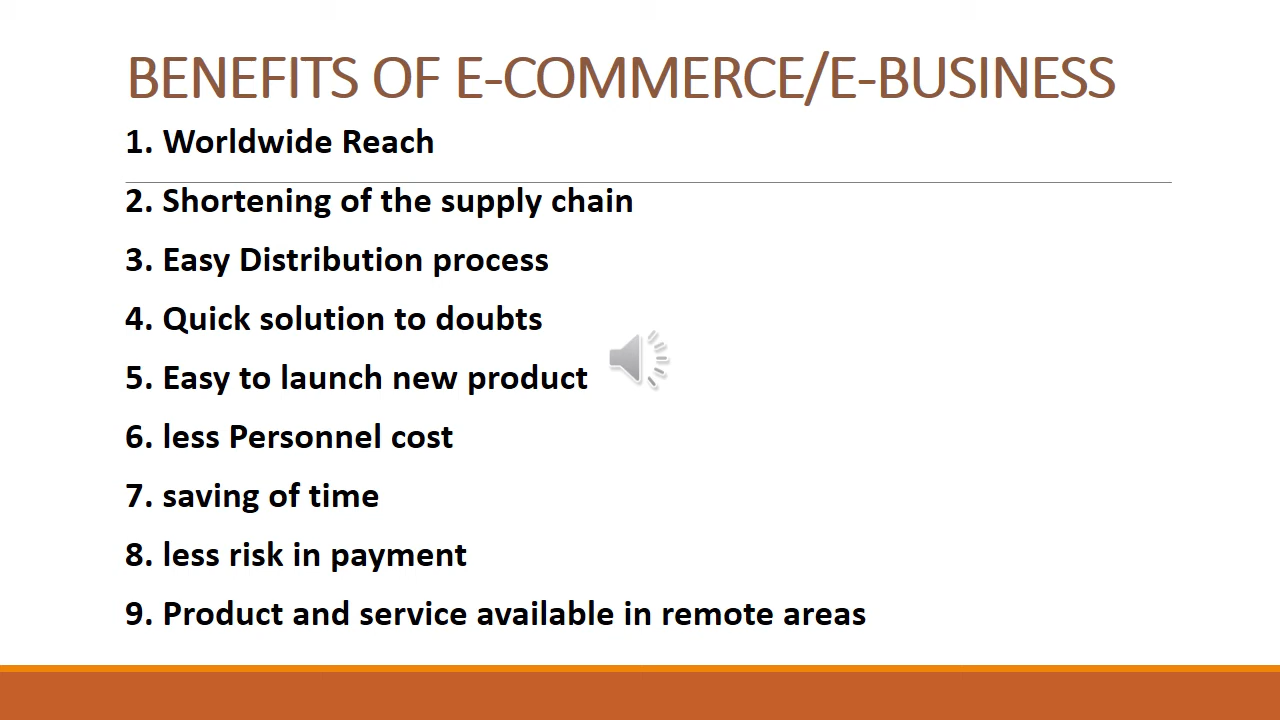 BENEFITS OF E-COMMERCE/E-BUSINESS
1. Worldwide Reach
2. Shortening of the supply chain
3. Easy Distribution process
4. Quick solution to doubts
5. Easy to launch new product
6. less Personnel cost
7. saving of time
8. less risk in payment
9. Product and service available in remote areas